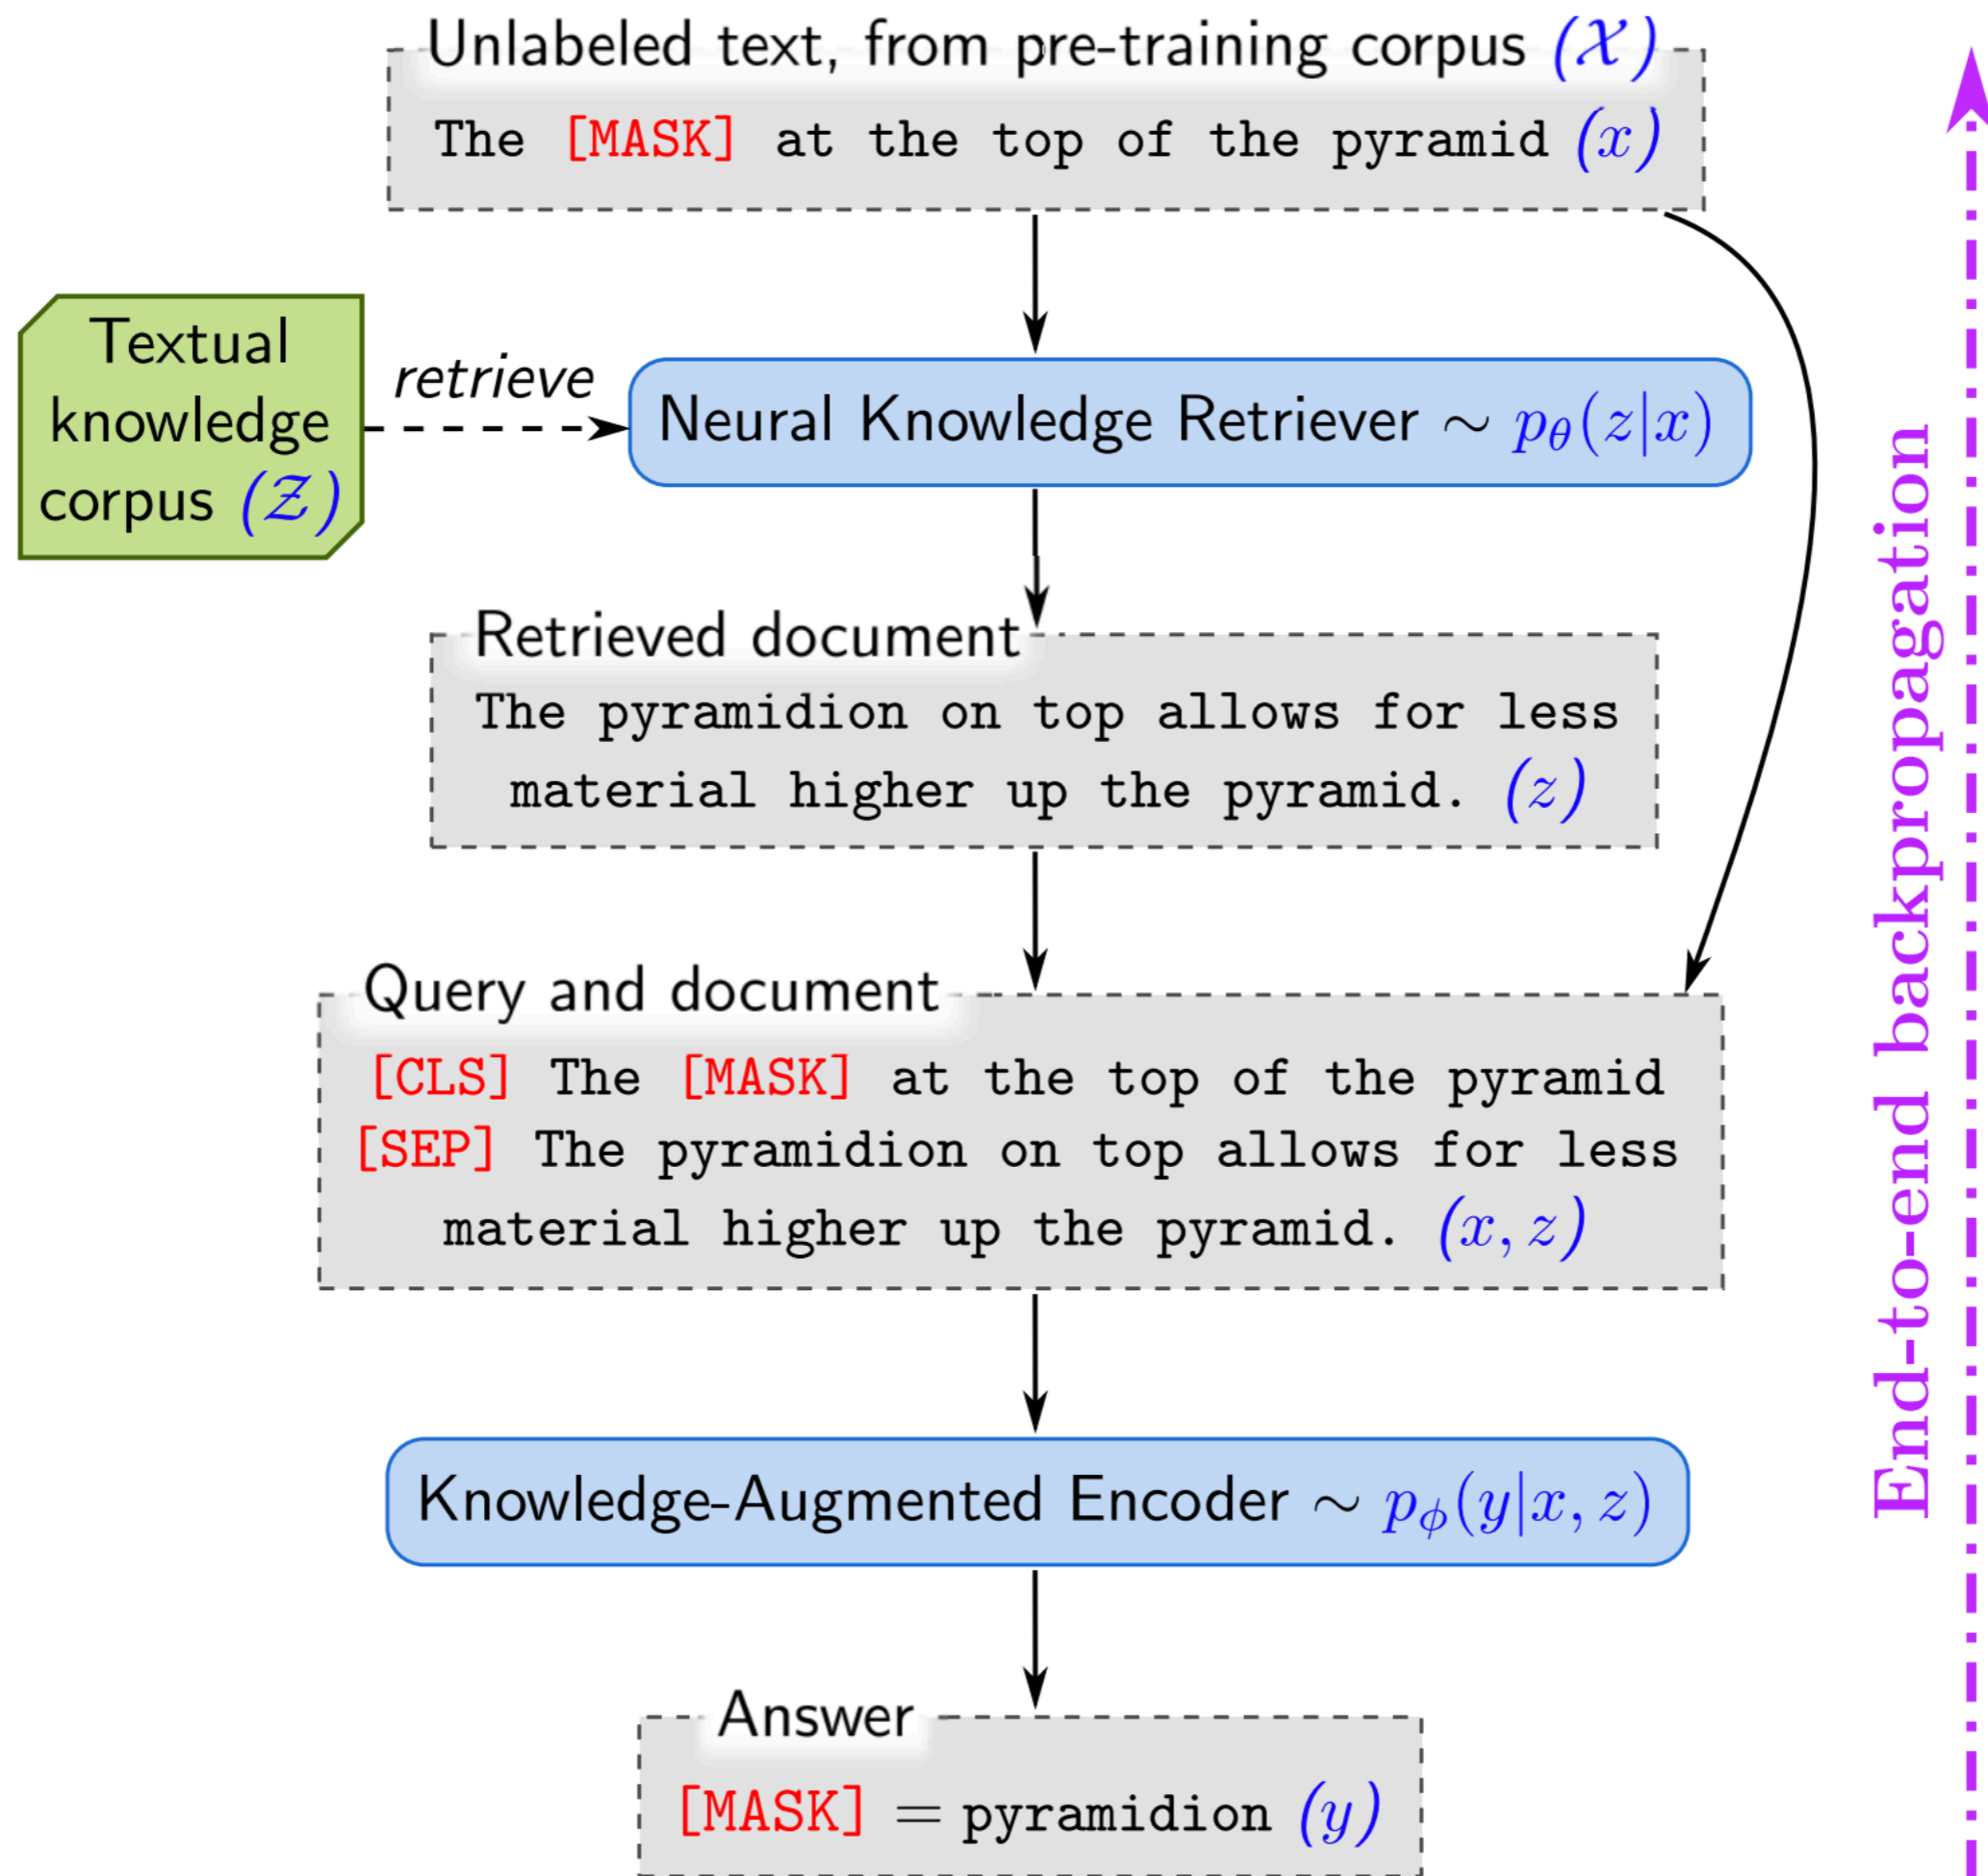 Unlabeled text, from pre-training corpus (𝒳)
The [MASK] at the top of the pyramid (x)
Textual
knowledge
corpus (𝒵)
retrieve
Neural Knowledge Retriever ∼ pθ(z|x)
Retrieved document
The pyramidion on top allows for less
material higher up the pyramid. (z)
Query and document
[CLS] The [MASK] at the top of the pyramid
[SEP] The pyramidion on top allows for less
material higher up the pyramid. (x, z)
Knowledge-Augmented Encoder ∼ pϕ(y|x, z)
Answer
[MASK] = pyramidion (y)
End-to-end backpropagation